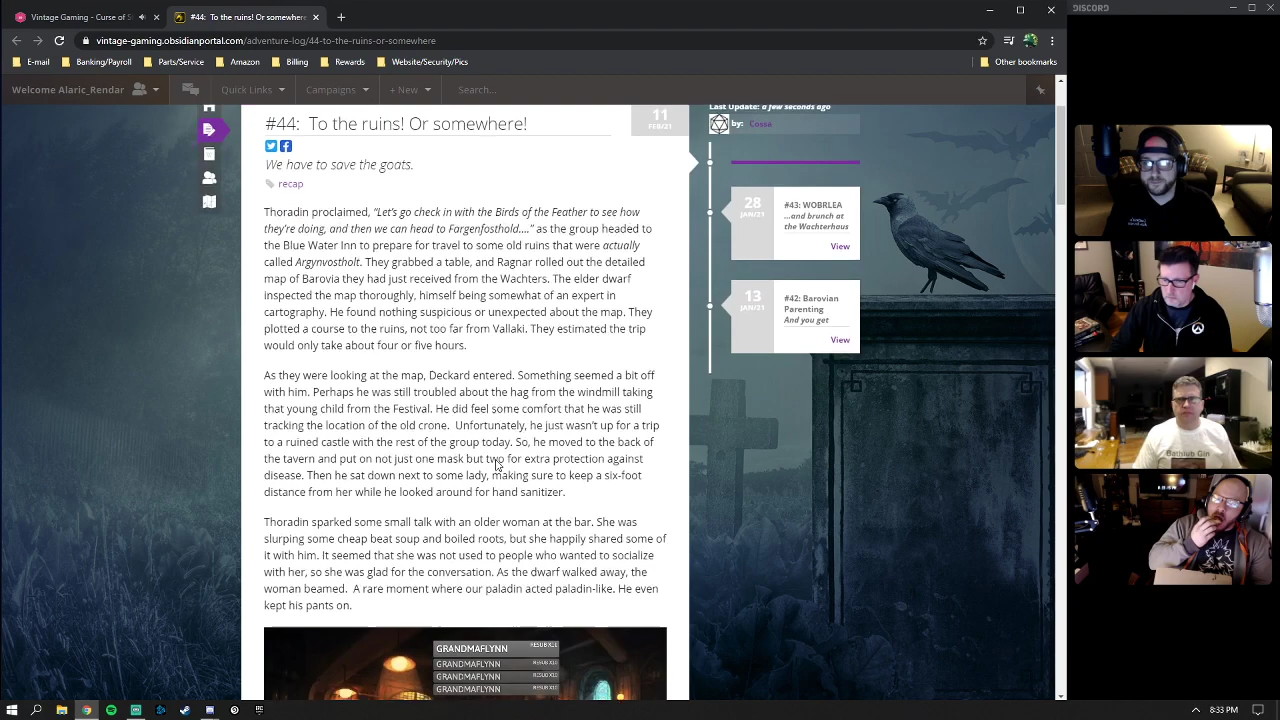 Vintage Gaming - Curse of S
#44: To the ruins! Or somewhere
DISCORD
vintage-gaming.obsidianportal.com/adventure-log/44-to-the-ruins-or-somewhere
E-mail
Banking/Payroll
Parts/Service
Amazon
Billing
Rewards
Website/Security/Pics
Other bookmarks
Welcome Alaric_Rendar
Quick Links
Campaigns
+ New
Search...
#44: To the ruins! Or somewhere!
11
FEB/21
We have to save the goats.
recap
Thoradin proclaimed, "Let's go check in with the Birds of the Feather to see how
they're doing, and then we can head to Fargenfosthold...." as the group headed to
the Blue Water Inn to prepare for travel to some old ruins that were actually
called Argynvostholt. They grabbed a table, and Ragnar rolled out the detailed
map of Barovia they had just received from the Wachters. The elder dwarf
inspected the map thoroughly, himself being somewhat of an expert in
cartography. He found nothing suspicious or unexpected about the map. They
plotted a course to the ruins, not too far from Vallaki. They estimated the trip
would only take about four or five hours.
As they were looking at the map, Deckard entered. Something seemed a bit off
with him. Perhaps he was still troubled about the hag from the windmill taking
that young child from the Festival. He did feel some comfort that he was still
tracking the location of the old crone.  Unfortunately, he just wasn't up for a trip
to a ruined castle with the rest of the group today. So, he moved to the back of
the tavern and put on not just one mask but two for extra protection against
disease. Then he sat down next to some lady, making sure to keep a six-foot
distance from her while he looked around for hand sanitizer.
Thoradin sparked some small talk with an older woman at the bar. She was
slurping some cheap beat soup and boiled roots, but she happily shared some of
it with him. It seemed that she was not used to people who wanted to socialize
with her, so she was glad for the conversation. As the dwarf walked away, the
woman beamed.  A rare moment where our paladin acted paladin-like. He even
kept his pants on.
GRANDMAFLYNN RESUB X10
GRANDMAFLYNN RESUB X10
GRANDMAFLYNN RESUB X10
GRANDMAFLYNN RESUB X10
Last Update: a few seconds ago
by: Cossa
28
JAN/21
#43: WOBRLEA
...and brunch at
the Wachterhaus
View
13
JAN/21
#42: Barovian
Parenting
And you get
View
Bathtub Gin
8:33 PM